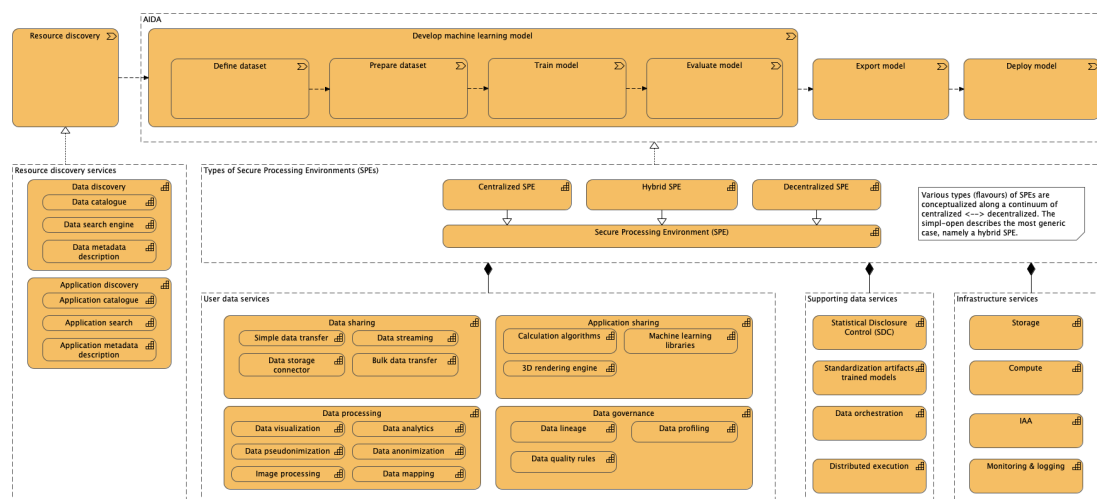 AIDA
Resource discovery
Develop machine learning model
Define dataset
Prepare dataset
Train model
Evaluate model
Export model
Deploy model
Resource discovery services
Data discovery
Data catalogue
Data search engine
Data metadata
description
Application discovery
Application catalogue
Application search
Application metadata
description
Types of Secure Processing Environments (SPEs)
Centralized SPE
Hybrid SPE
Decentralized SPE
Secure Processing Environment (SPE)
Various types (flavours) of SPEs are
conceptualized along a continuum of
centralized <--> decentralized. The
simpl-open describes the most generic
case, namely a hybrid SPE.
User data services
Data sharing
Simple data transfer
Data streaming
Data storage
connector
Bulk data transfer
Application sharing
Calculation algorithms
Machine learning
libraries
3D rendering engine
Data processing
Data visualization
Data analytics
Data pseudonimization
Data anonimization
Image processing
Data mapping
Data governance
Data lineage
Data profiling
Data quality rules
Supporting data services
Statistical Disclosure
Control (SDC)
Standardization artifacts
trained models
Data orchestration
Distributed execution
Infrastructure services
Storage
Compute
IAA
Monitoring & logging